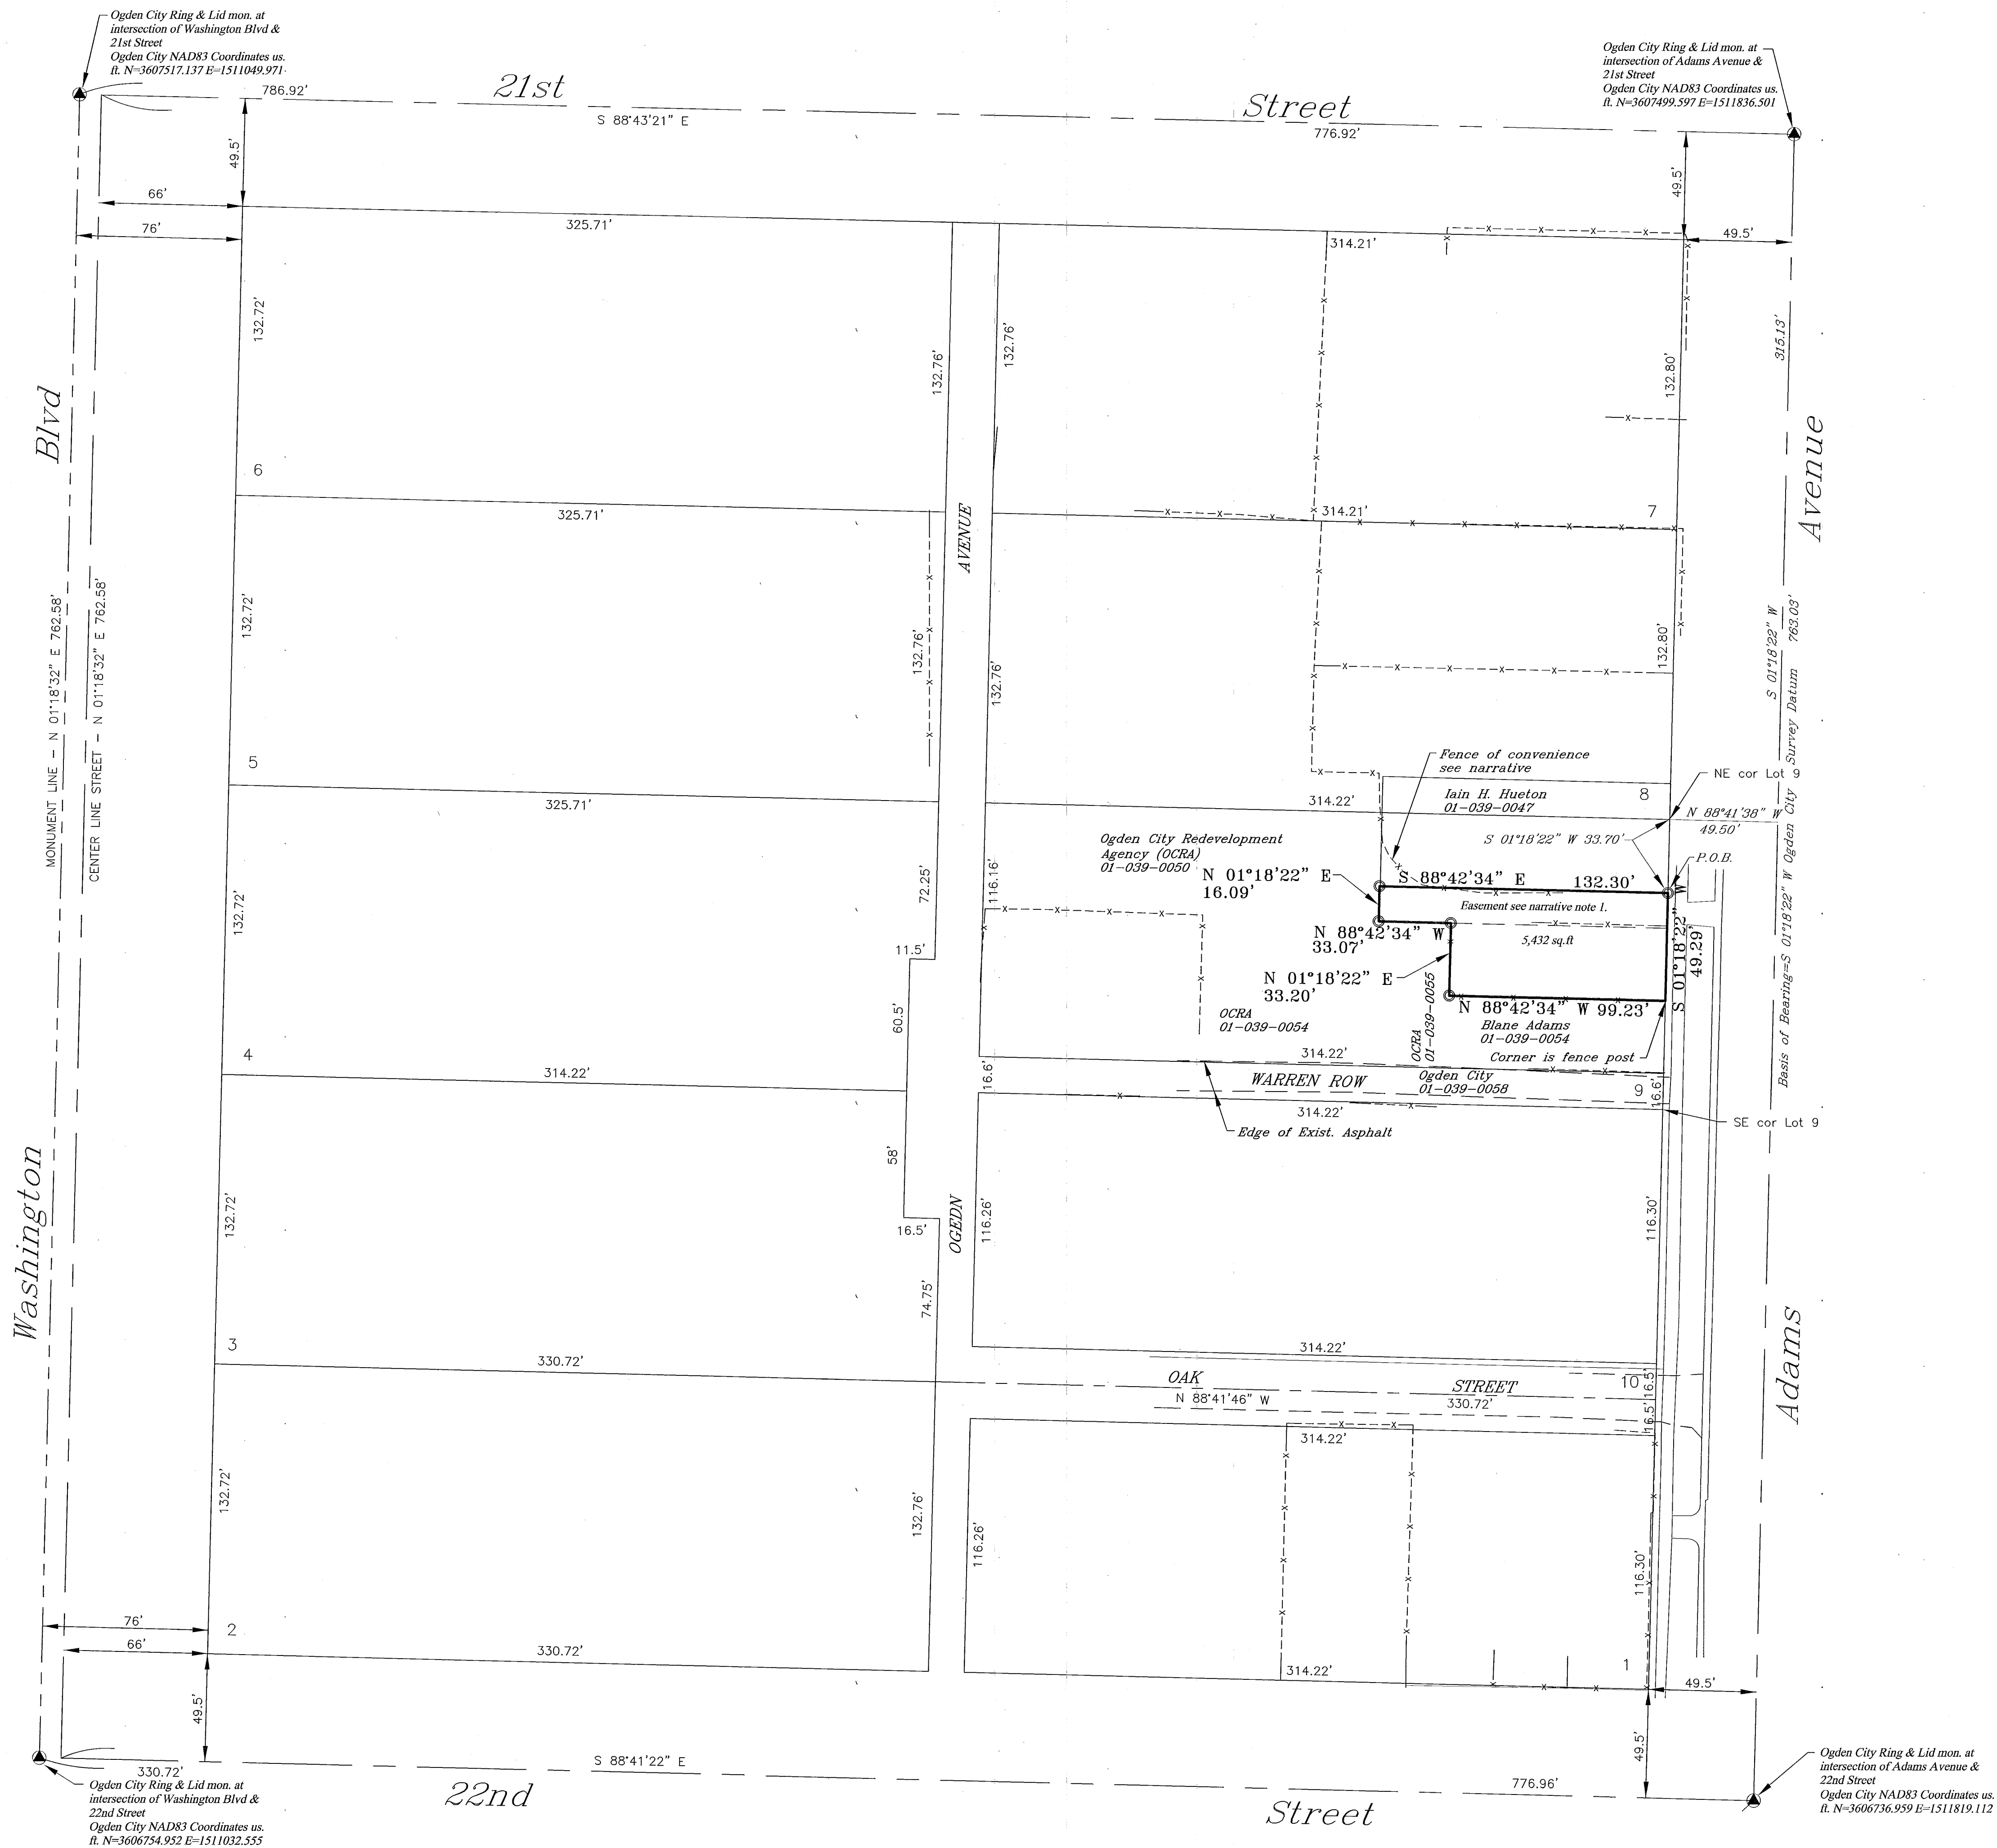 Ogden City Ring & Lid mon. at
intersection of Washington Blvd &
21st Street
Ogden City NAD83 Coordinates us.
ft. N=3607517.137 E=1511049.971
Ogden City Ring & Lid mon. at
intersection of Adams Avenue &
21st Street
Ogden City NAD83 Coordinates us.
ft. N=3607499.597 E=1511836.501
786.92'
21st
Street
S 88°43'21" E
776.92'
49.5'
49.5'
66'
76'
325.71'
314.21'
49.5'
132.72'
132.76'
132.76'
132.80'
315.13'
Blvd
Avenue
6
325.71'
AVENUE
314.21'
7
MONUMENT LINE - N 01°18'32" E 762.58'
CENTER LINE STREET - N 01°18'32" E 762.58'
132.72'
132.76'
132.76'
132.80'
S 01°18'22" W
Basis of Bearing=S 01°18'22" W Ogden City Survey Datum 763.03'
5
325.71'
Fence of convenience
see narrative
NE cor Lot 9
314.22'
Iain H. Hueton
01-039-0047
8
N 88°41'38" W
49.50'
S 01°18'22" W 33.70'
P.O.B.
Ogden City Redevelopment
Agency (OCRA)
01-039-0050
N 01°18'22" E
16.09'
S 88°42'34" E 132.30'
Easement see narrative note 1.
132.72'
72.25'
116.16'
N 88°42'34" W
33.07'
5,432 sq.ft
S 01°18'22" W
49.29'
11.5'
N 01°18'22" E
33.20'
N 88°42'34" W 99.23'
OCRA
01-039-0054
OCRA
01-039-0055
Blane Adams
01-039-0054
Corner is fence post
60.5'
4
314.22'
314.22'
16.6'
WARREN ROW
Ogden City
01-039-0058
9
16.6'
314.22'
Edge of Exist. Asphalt
SE cor Lot 9
58'
132.72'
16.5'
OGEDN
116.26'
116.30'
Washington
74.75'
Adams
3
330.72'
314.22'
OAK
STREET
10
16.5'
N 88°41'46" W
330.72'
16.5'
314.22'
132.72'
132.76'
116.26'
116.30'
76'
66'
2
330.72'
314.22'
1
49.5'
49.5'
49.5'
S 88°41'22" E
330.72'
22nd
776.96'
Street
Ogden City Ring & Lid mon. at
intersection of Washington Blvd &
22nd Street
Ogden City NAD83 Coordinates us.
ft. N=3606754.952 E=1511032.555
Ogden City Ring & Lid mon. at
intersection of Adams Avenue &
22nd Street
Ogden City NAD83 Coordinates us.
ft. N=3606736.959 E=1511819.112